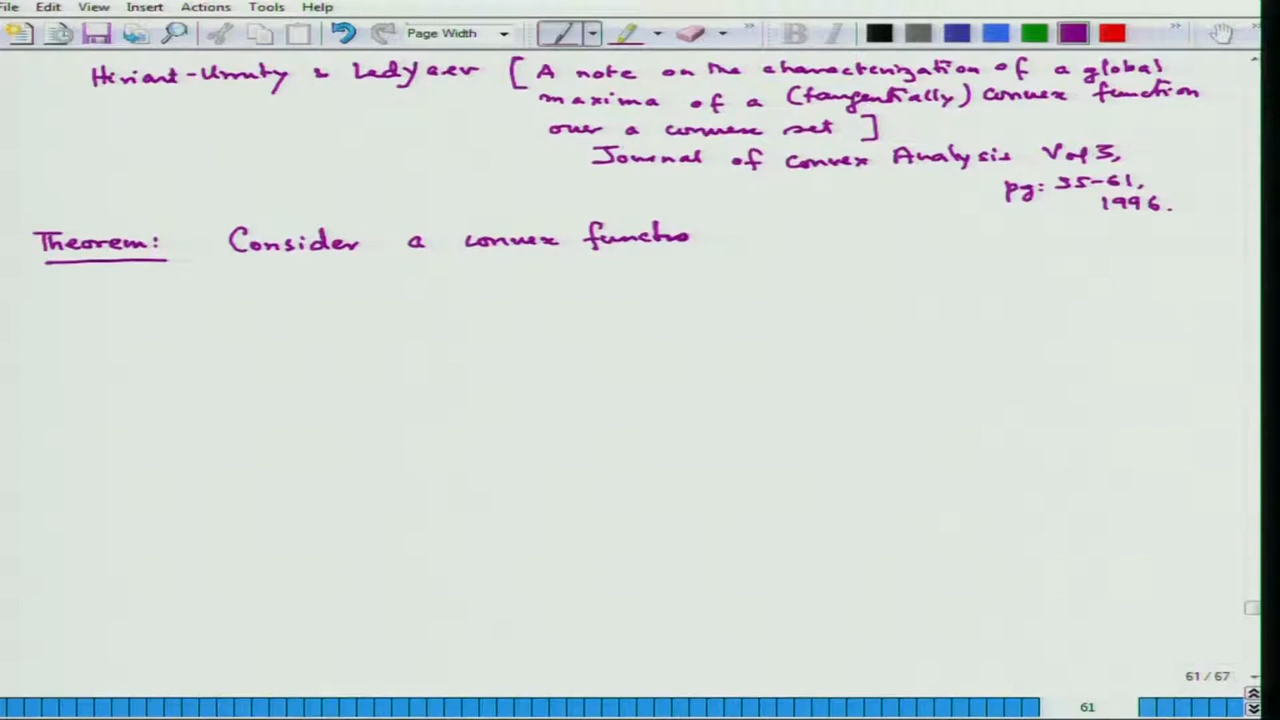 File Edit View Insert Actions Tools Help
Page Width
Hiriart-Urruty & Ledyaev [A note on the characterization of a global
maxima of a (tangentially) convex function
over a convex set]
Journal of Convex Analysis Vol 3,
pg: 35-61,
1996.
Theorem: Consider a convex functio
61 / 67
61